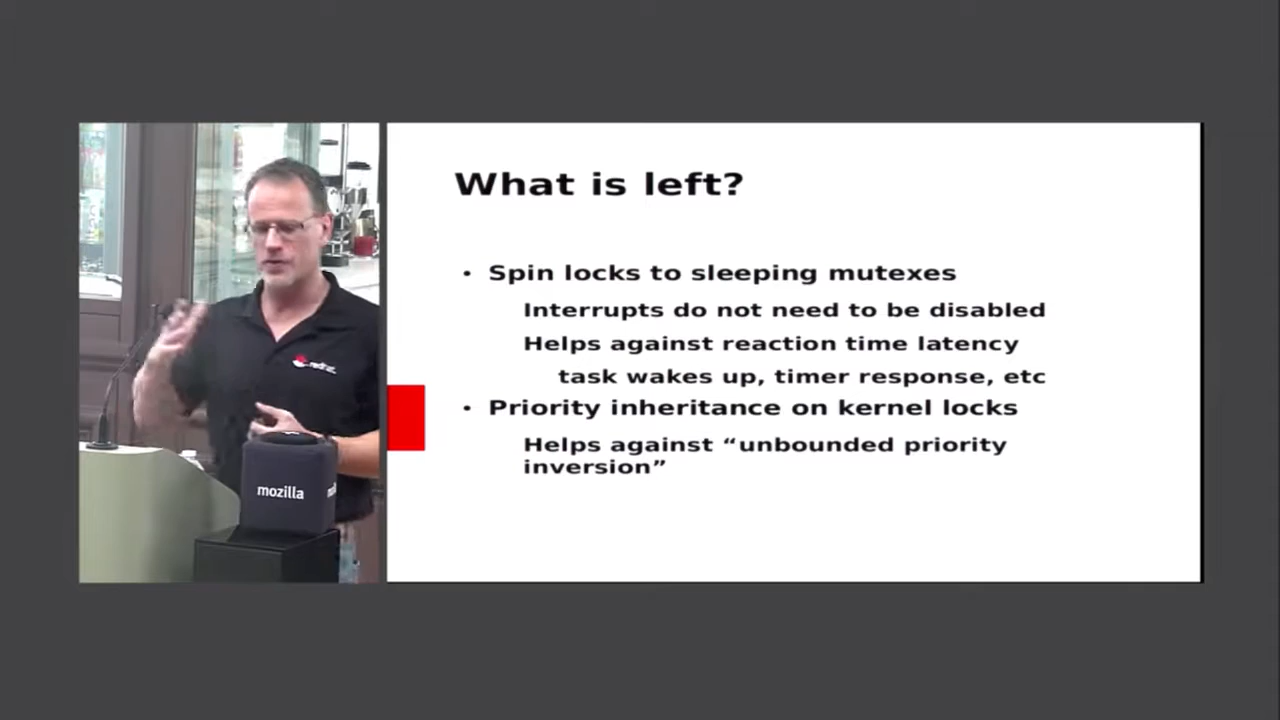 What is left?
• Spin locks to sleeping mutexes
Interrupts do not need to be disabled
Helps against reaction time latency
task wakes up, timer response, etc
• Priority inheritance on kernel locks
Helps against “unbounded priority
inversion”
redhat.
mozilla